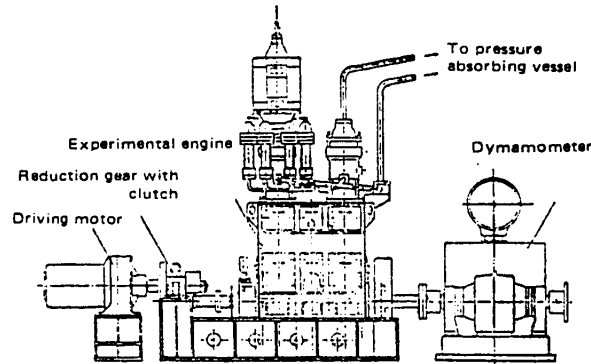 To pressure
absorbing vessel
Experimental engine
Dymamometer
Reduction gear with
clutch
Driving motor